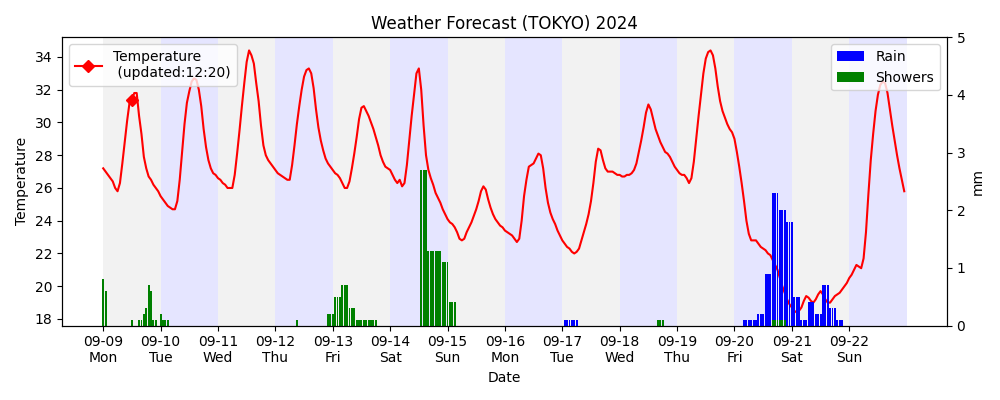 Weather Forecast (TOKYO) 2024
Temperature
(updated:12:20)
Rain
Showers
Temperature
34
32
30
28
26
24
22
20
18
5
4
3
2
1
0
mm
09-09 09-10 09-11 09-12 09-13 09-14 09-15 09-16 09-17 09-18 09-19 09-20 09-21 09-22
Mon Tue Wed Thu Fri Sat Sun Mon Tue Wed Thu Fri Sat Sun
Date